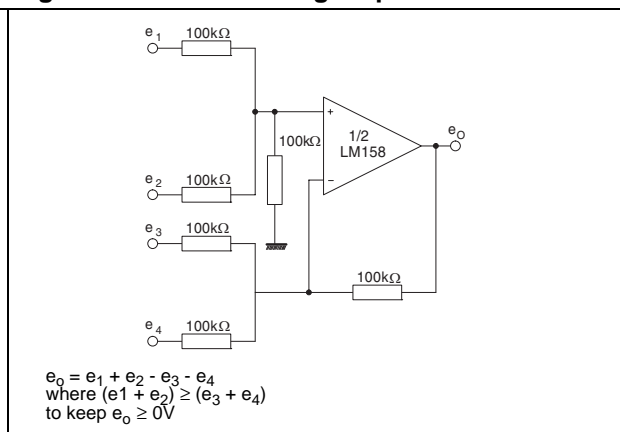 e1 100kΩ
100kΩ
+
1/2
LM158
-
eO
e2 100kΩ
e3 100kΩ
100kΩ
e4 100kΩ
eo = e1 + e2 - e3 - e4
where (e1 + e2) ≥ (e3 + e4)
to keep eo ≥ 0V